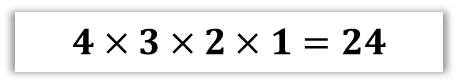 4 × 3 × 2 × 1 = 24